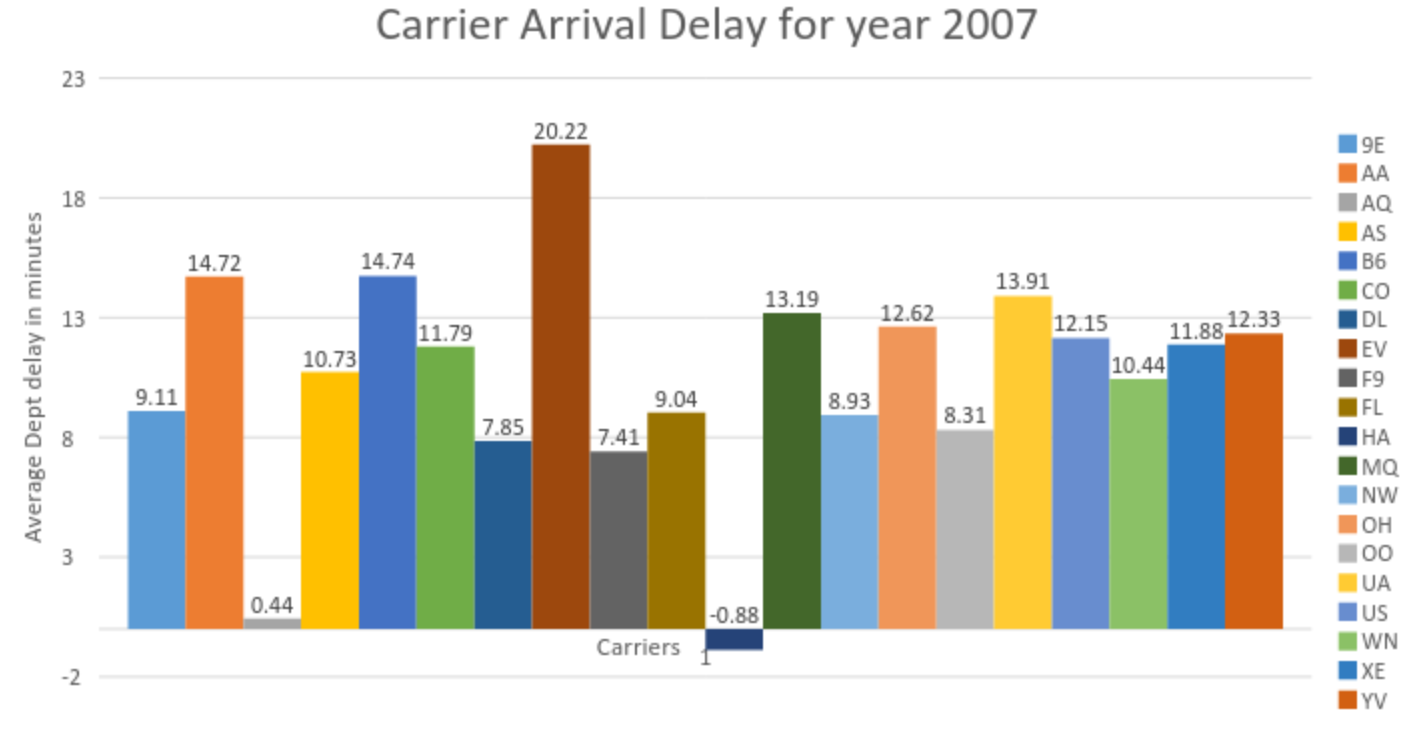 Carrier Arrival Delay for year 2007
Average Dept delay in minutes
23
18
13
8
3
-2
9.11
14.72
0.44
10.73
14.74
11.79
7.85
20.22
7.41
9.04
-0.88
13.19
8.93
12.62
8.31
13.91
12.15
10.44
11.88
12.33
Carriers
1
9E
AA
AQ
AS
B6
CO
DL
EV
F9
FL
HA
MQ
NW
OH
OO
UA
US
WN
XE
YV